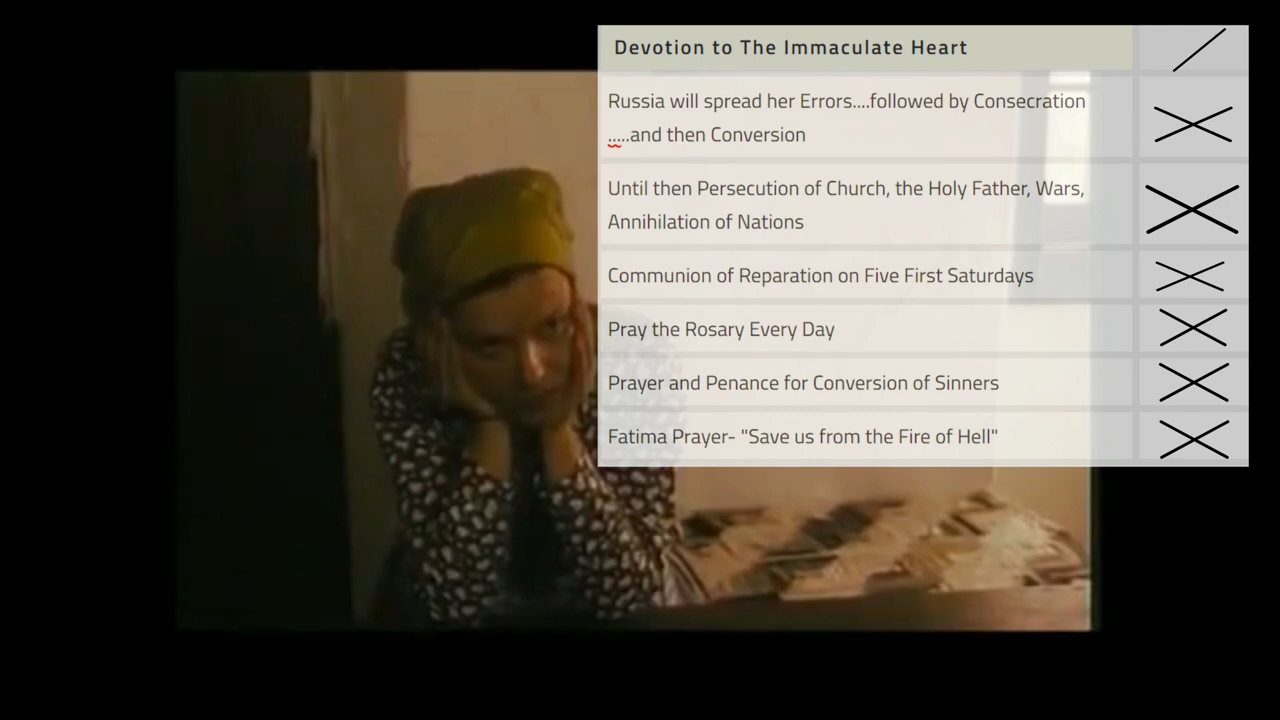 Devotion to The Immaculate Heart
Russia will spread her Errors....followed by Consecration
.....and then Conversion
Until then Persecution of Church, the Holy Father, Wars,
Annihilation of Nations
Communion of Reparation on Five First Saturdays
Pray the Rosary Every Day
Prayer and Penance for Conversion of Sinners
Fatima Prayer- "Save us from the Fire of Hell"